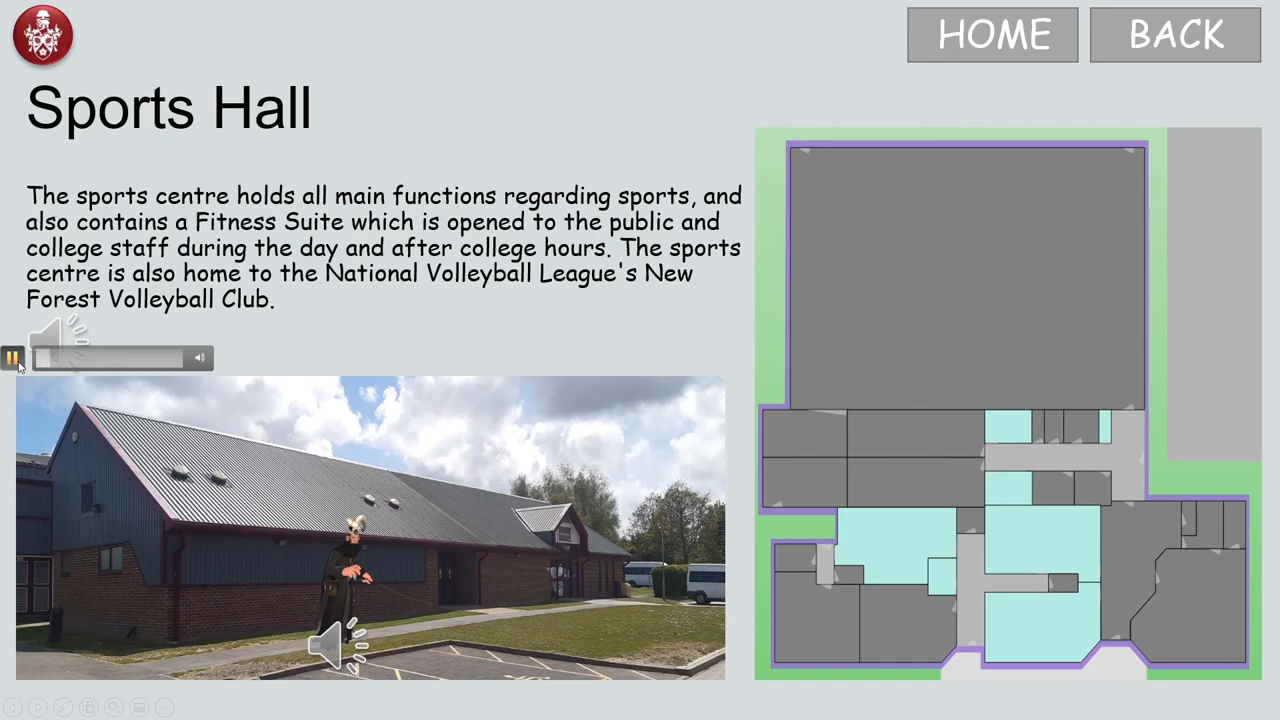 HOME
BACK
Sports Hall
The sports centre holds all main functions regarding sports, and
also contains a Fitness Suite which is opened to the public and
college staff during the day and after college hours. The sports
centre is also home to the National Volleyball League's New
Forest Volleyball Club.